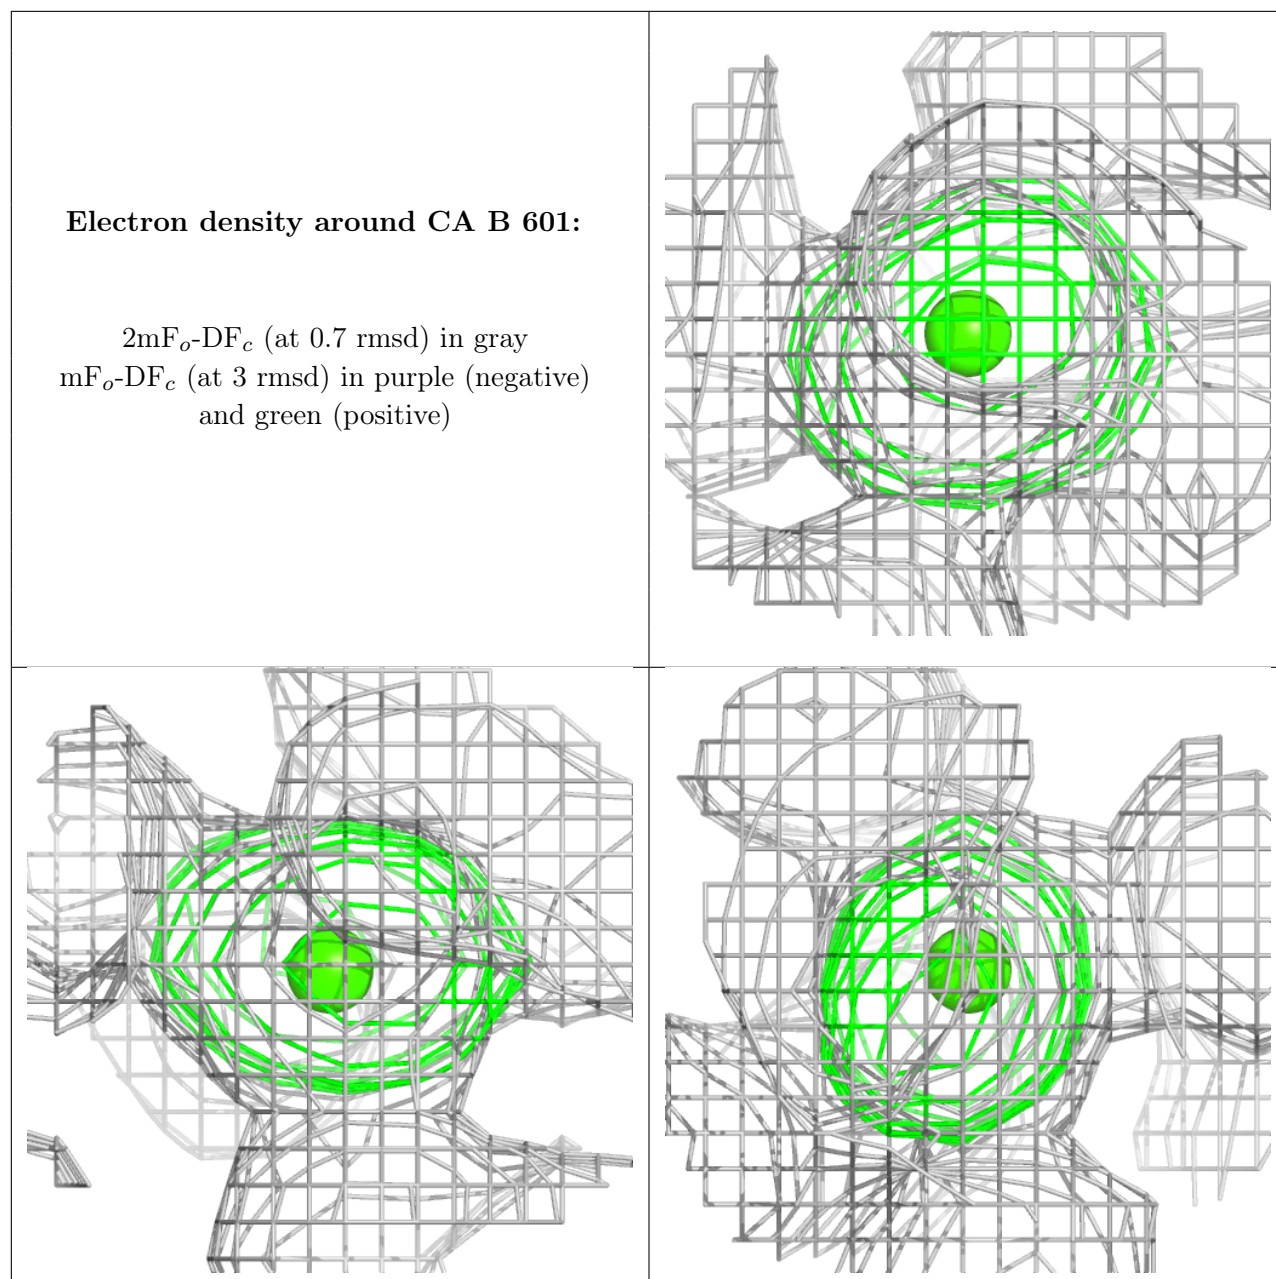 Electron density around CA B 601:
2mFo-DFc (at 0.7 rmsd) in gray
mFo-DFc (at 3 rmsd) in purple (negative)
and green (positive)